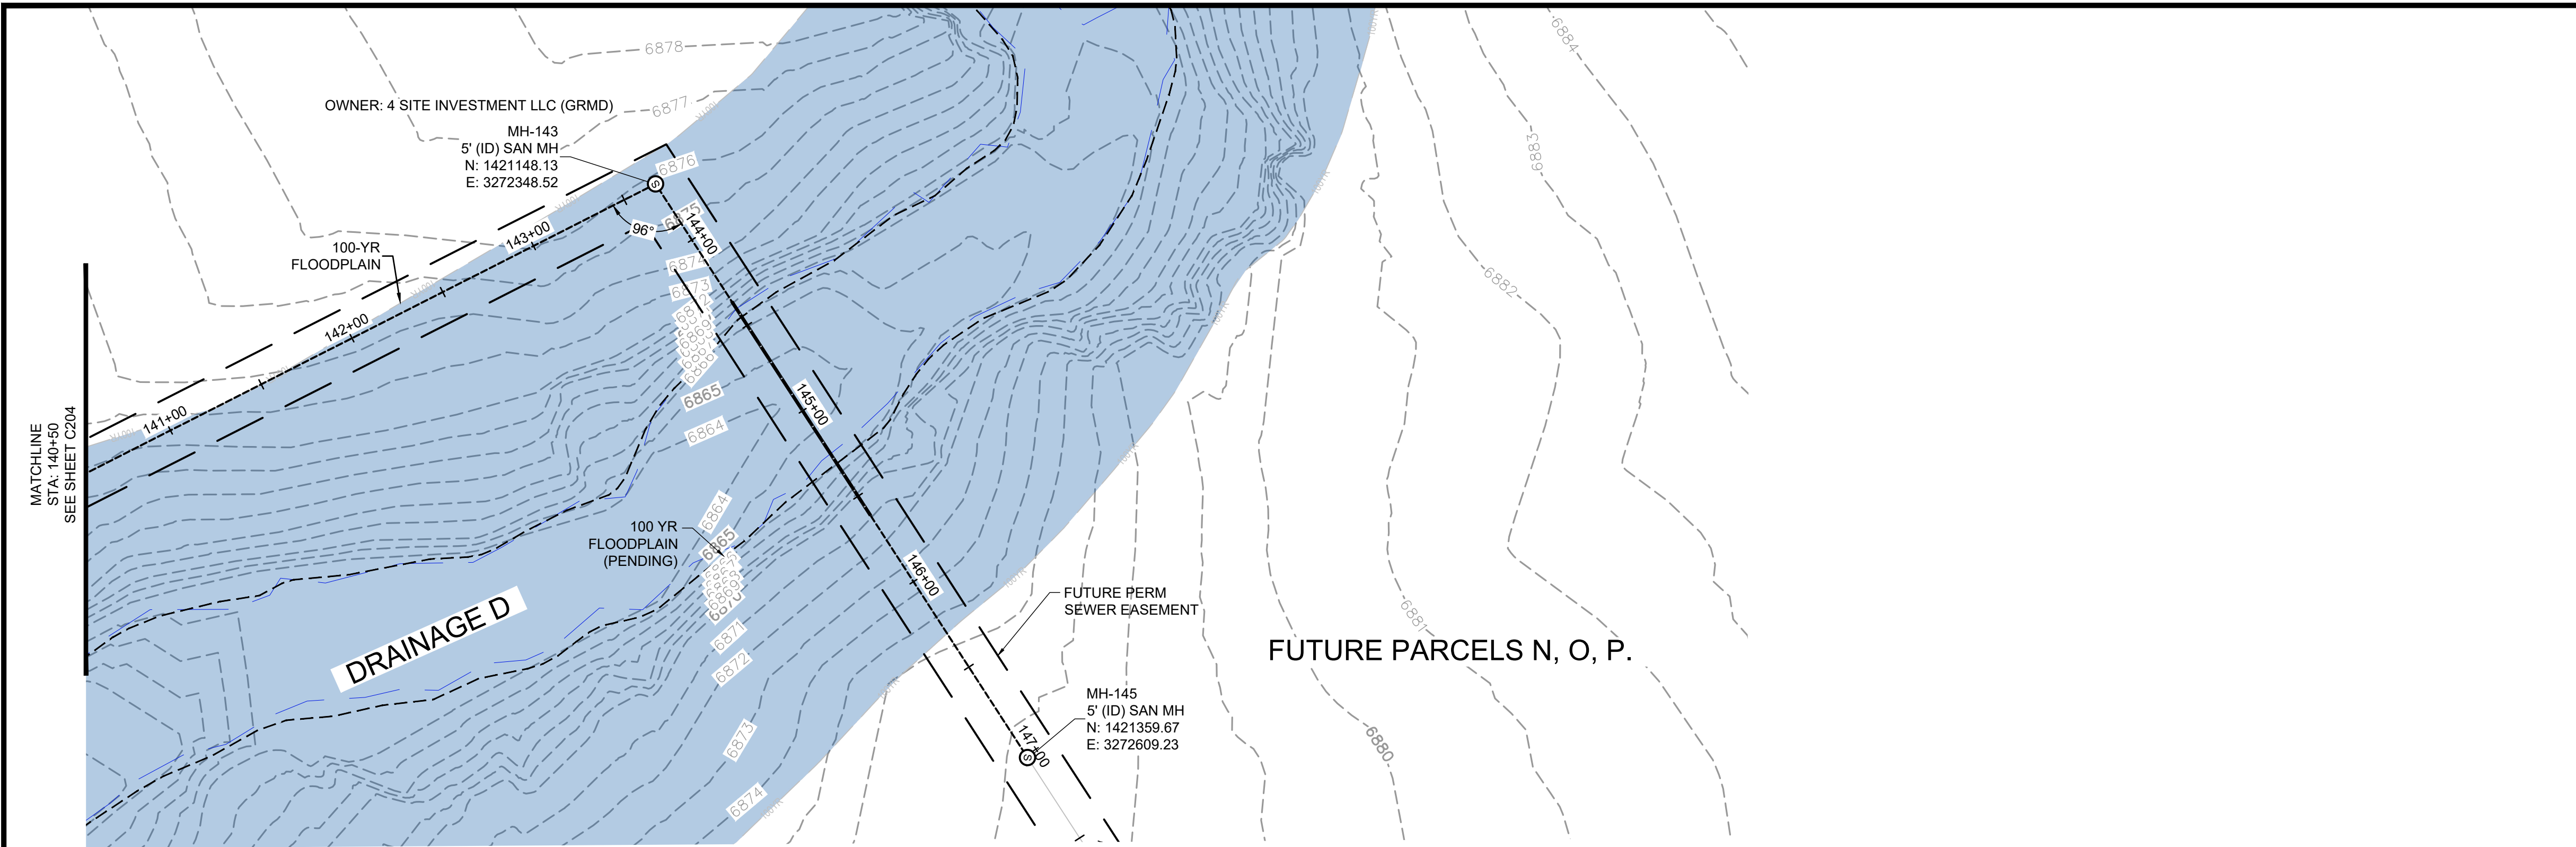 6878
6884
6877
OWNER: 4 SITE INVESTMENT LLC (GRMD)
MH-143
5' (ID) SAN MH
N: 1421148.13
E: 3272348.52
6876
6883
6875
96°
144+00
143+00
100-YR
FLOODPLAIN
6874
6873
6882
142+00
6865
6864
145+00
141+00
MATCHLINE
STA: 140+50
SEE SHEET C204
6864
100 YR
FLOODPLAIN
(PENDING)
6865
6870
6871
6872
146+00
FUTURE PERM
SEWER EASEMENT
6881
DRAINAGE D
FUTURE PARCELS N, O, P.
MH-145
5' (ID) SAN MH
N: 1421359.67
E: 3272609.23
6873
147+00
6880
6874